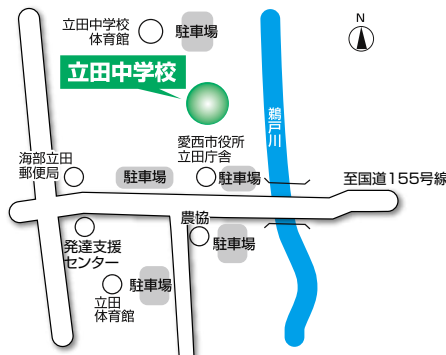 立田中学校
体育館
駐車場
N
立田中学校
鵜戸川
愛西市役所
立田庁舎
海部立田
郵便局
駐車場
駐車場
至国道155号線
農協
発達支援
センター
駐車場
駐車場
立田
体育館